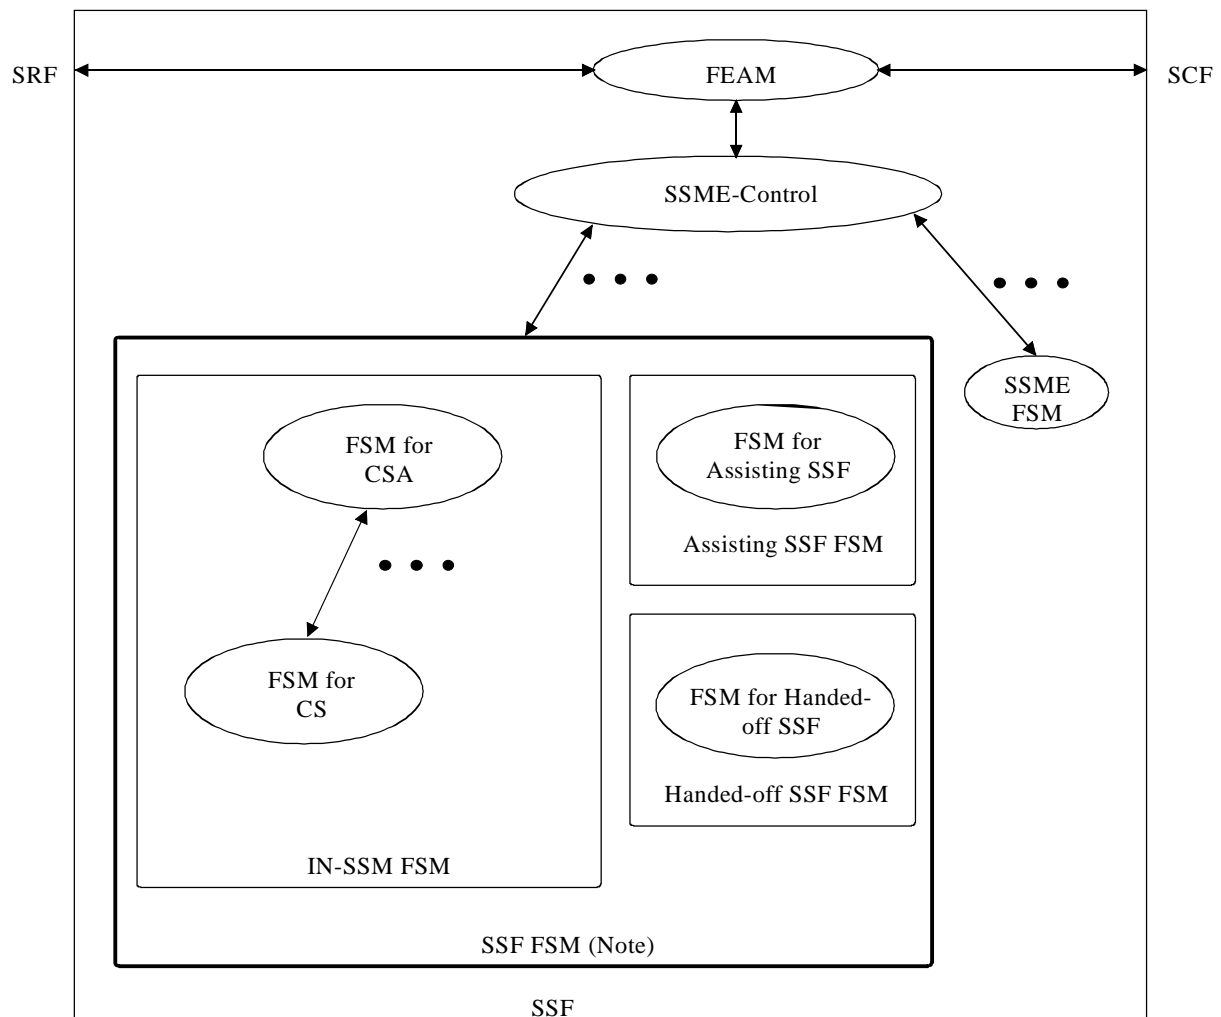 SRF
FEAM
SCF
SSME-Control
SSME
FSM
FSM for
CSA
FSM for
Assisting SSF
Assisting SSF FSM
FSM for
CS
FSM for Handed-
off SSF
Handed-off SSF FSM
IN-SSM FSM
SSF FSM (Note)
SSF